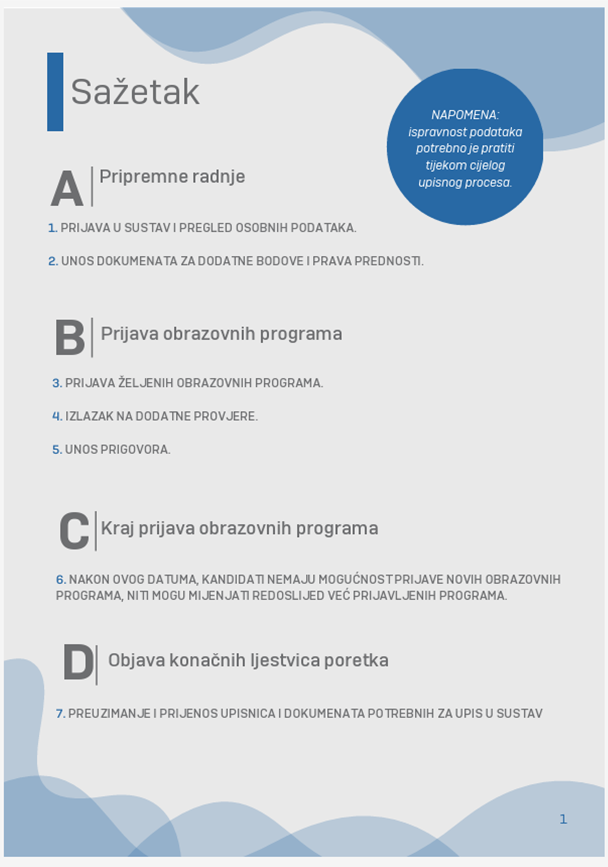 Sažetak
NAPOMENA:
ispravnost podataka
potrebno je pratiti
tijekom cijelog
upisnog procesa.
A Pripremne radnje
1. PRIJAVA U SUSTAV I PREGLED OSOBNIH PODATAKA.
2. UNOS DOKUMENATA ZA DODATNE BODOVE I PRAVA PREDNOSTI.
B Prijava obrazovnih programa
3. PRIJAVA ŽELJENIH OBRAZOVNIH PROGRAMA.
4. IZLAZAK NA DODATNE PROVJERE.
5. UNOS PRIGOVORA.
C Kraj prijava obrazovnih programa
6. NAKON OVOG DATUMA, KANDIDATI NEMAJU MOGUĆNOST PRIJAVE NOVIH OBRAZOVNIH
PROGRAMA, NITI MOGU MIJENJATI REDOSLIJED VEĆ PRIJAVLJENIH PROGRAMA.
D Objava konačnih ljestvica poretka
7. PREUZIMANJE I PRIJENOS UPISNICA I DOKUMENATA POTREBNIH ZA UPIS U SUSTAV
1